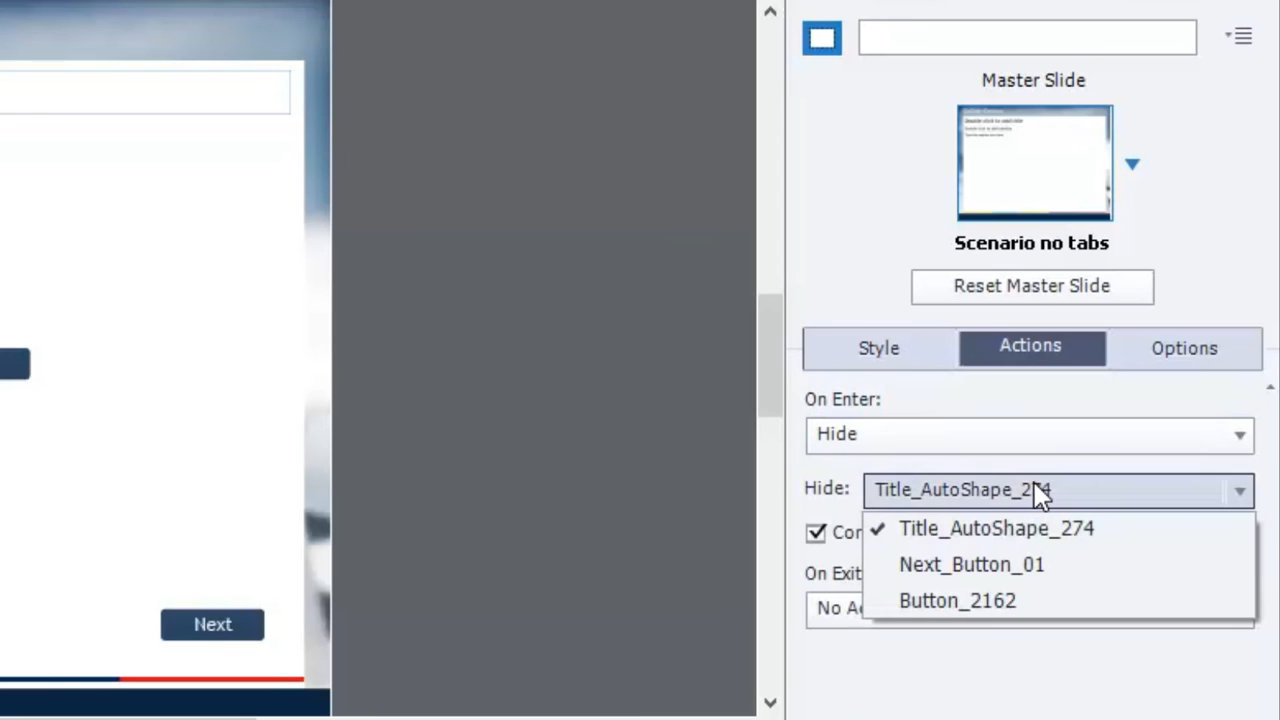 Master Slide
Scenario no tabs
Reset Master Slide
Style
Actions
Options
On Enter:
Hide
Hide:
Title_AutoShape_274
Title_AutoShape_274
Next_Button_01
Button_2162
On Exit
No
Next